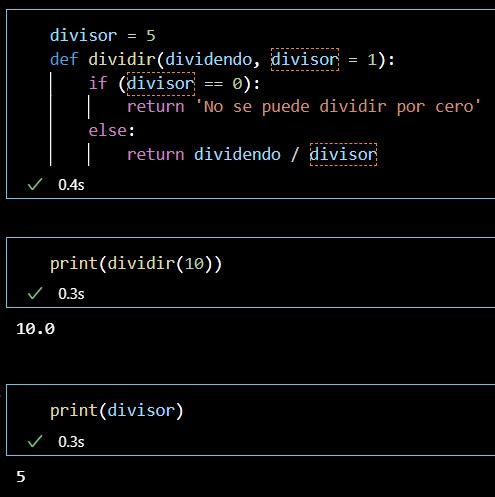 divisor = 5
def dividir(dividendo, divisor = 1):
if (divisor == 0):
return 'No se puede dividir por cero'
else:
return dividendo / divisor
✓ 0.4s
print(dividir(10))
✓ 0.3s
10.0
print(divisor)
✓ 0.3s
5